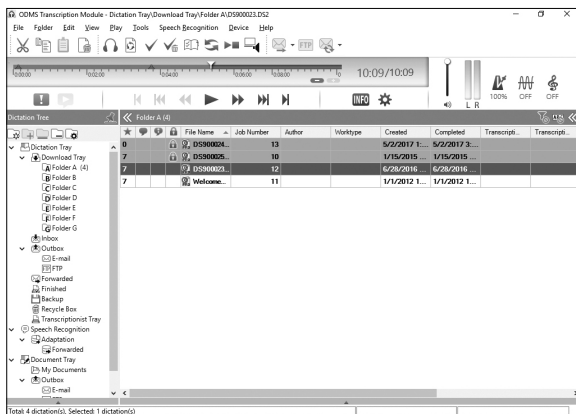 ODMS Transcription Module - Dictation Tray\Download Tray\Folder A\DS900023.DS2
File Folder Edit View Play Tools Speech Recognition Device Help
FTP
0:00:00 0:02:00 0:04:00 0:06:00 0:08:00
10:09/10:09
L R
100% OFF OFF
INFO
Dictation Tree
Folder A (4)
File Name Job Number Author Worktype Created Completed Transcripti... Transcripti...
0 DS900024... 13 5/2/2017 1:... 5/2/2017 3:...
7 DS900025... 10 1/15/2015 ... 1/15/2015 ...
7 DS900023... 12 6/28/2016 ... 6/28/2016 ...
7 Welcome... 11 1/1/2012 1... 1/1/2012 1...
Dictation Tray
Download Tray
Folder A (4)
Folder B
Folder C
Folder D
Folder E
Folder F
Folder G
Inbox
Outbox
E-mail
FTP
Forwarded
Finished
Backup
Recycle Box
Transcriptionist Tray
Speech Recognition
Adaptation
Forwarded
Document Tray
My Documents
Outbox
E-mail
Total: 4 dictation(s), Selected: 1 dictation(s)